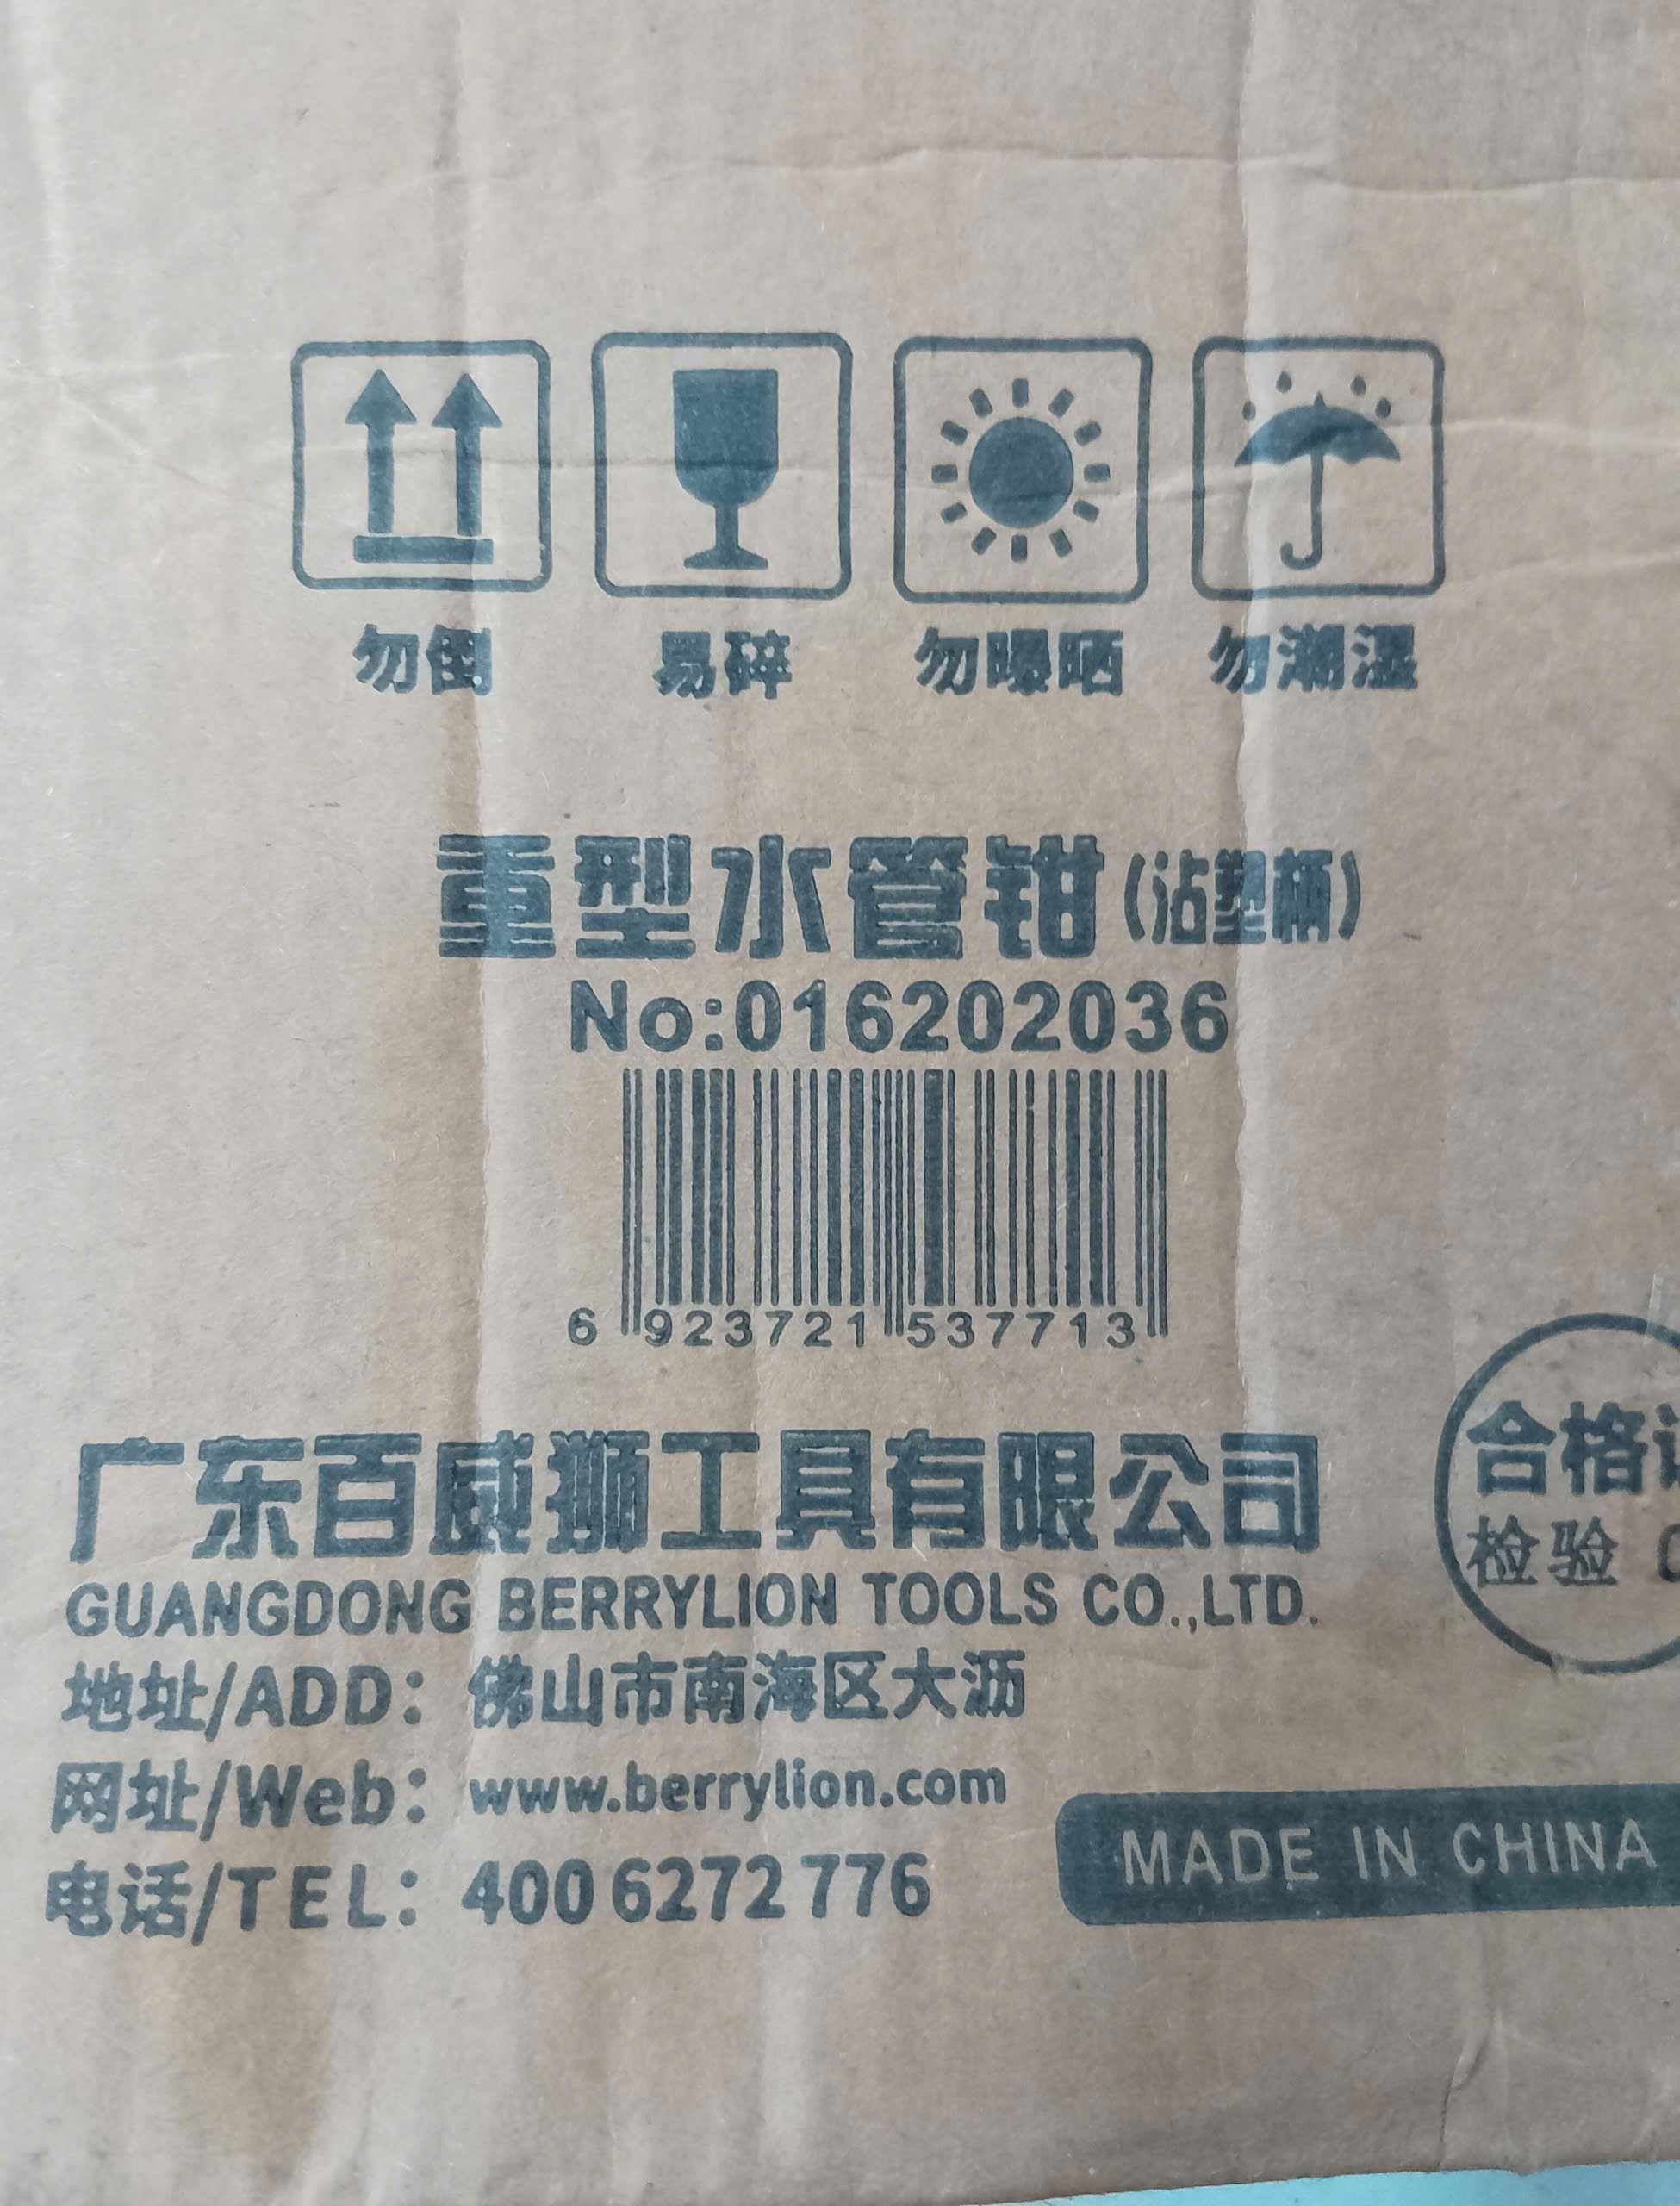 勿倒 易碎 勿曝晒 勿潮湿
重型水管钳(沾塑柄)
No:016202036
6 923721 537713
合格
检验
广东百威狮工具有限公司
GUANGDONG BERRYLION TOOLS CO.,LTD.
地址/ADD：佛山市南海区大沥
网址/Web：www.berrylion.com
电话/TEL：400 6272 776
MADE IN CHINA